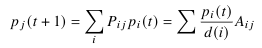 p_j(t + 1) = \sum_i P_{ij} p_i(t) = \sum \frac{p_i(t)}{d(i)} A_{ij}